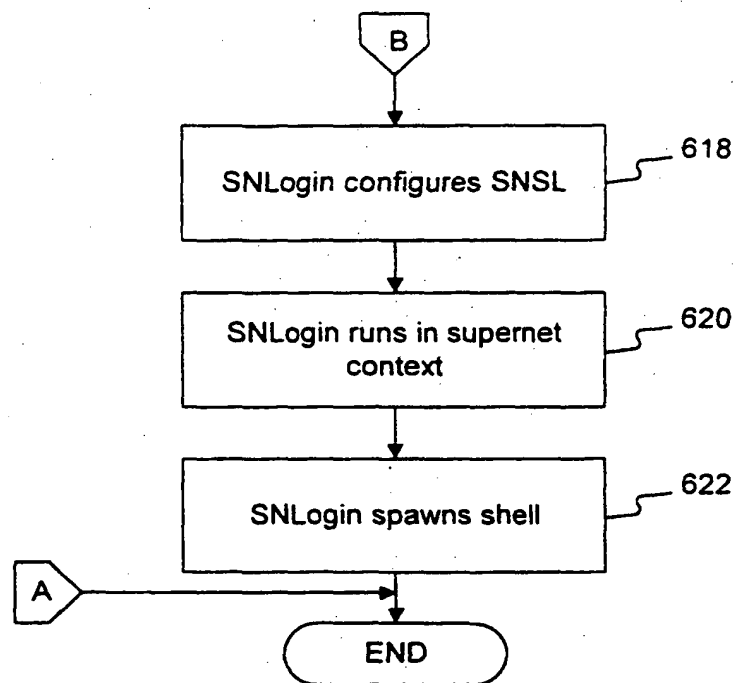 B
SNLogin configures SNSL
618
SNLogin runs in supernet
context
620
SNLogin spawns shell
622
A
END